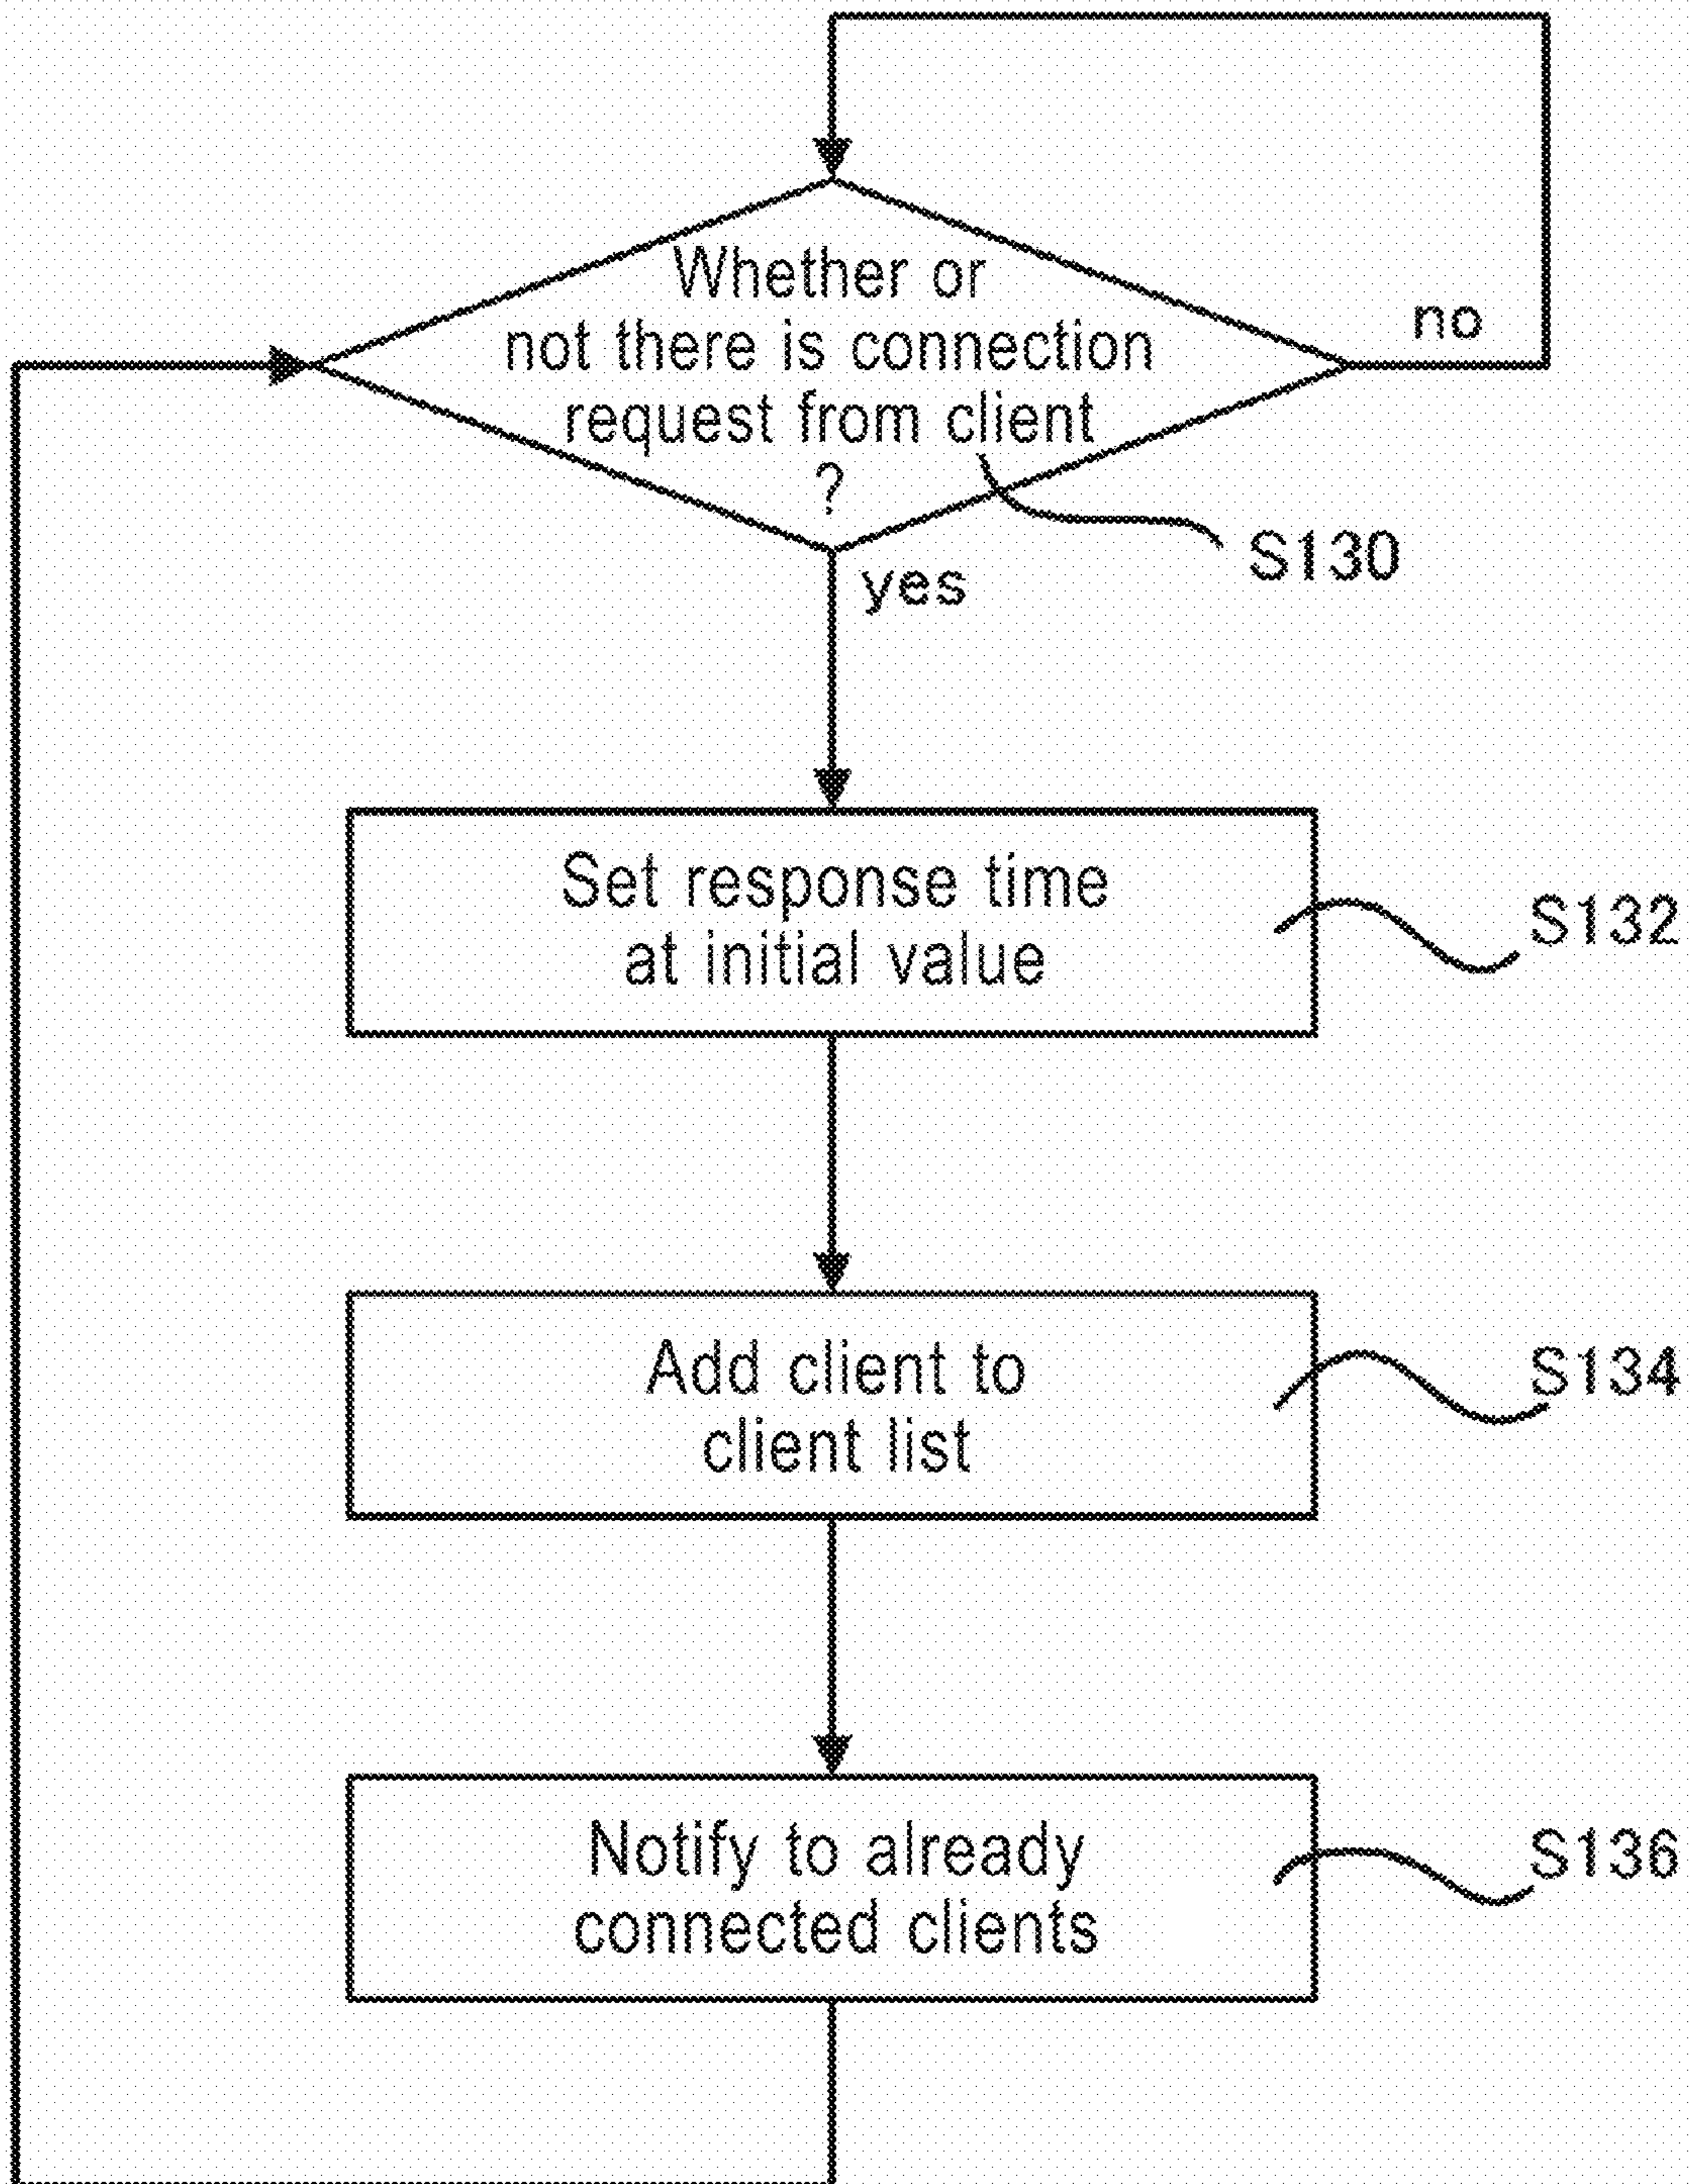 Whether or
not there is connection
no
request from client
?
S130
yes
Set response time
at initial value
S132
Add client to
client list
S134
Notify to already
connected clients
S136